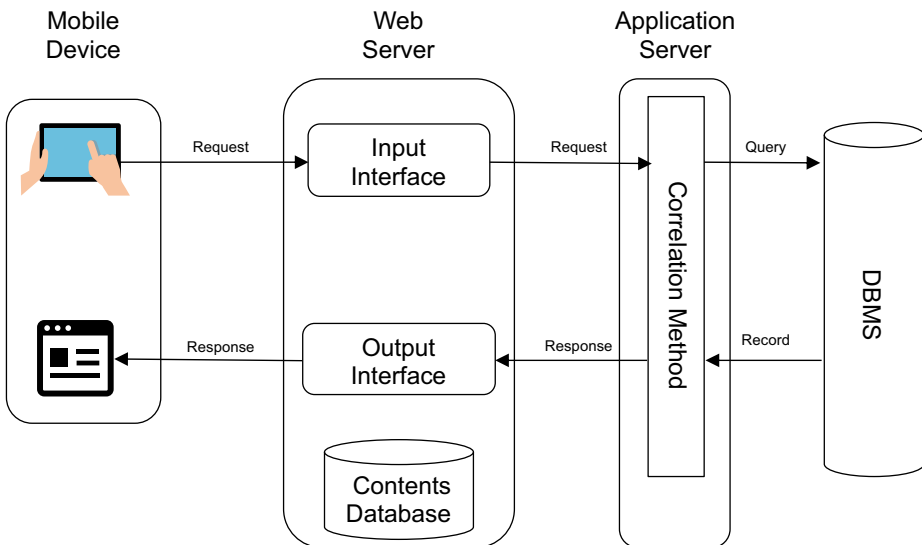 Mobile
Device
Web
Server
Application
Server
Request
Input
Interface
Request
Correlation Method
Query
DBMS
Response
Output
Interface
Response
Record
Contents
Database